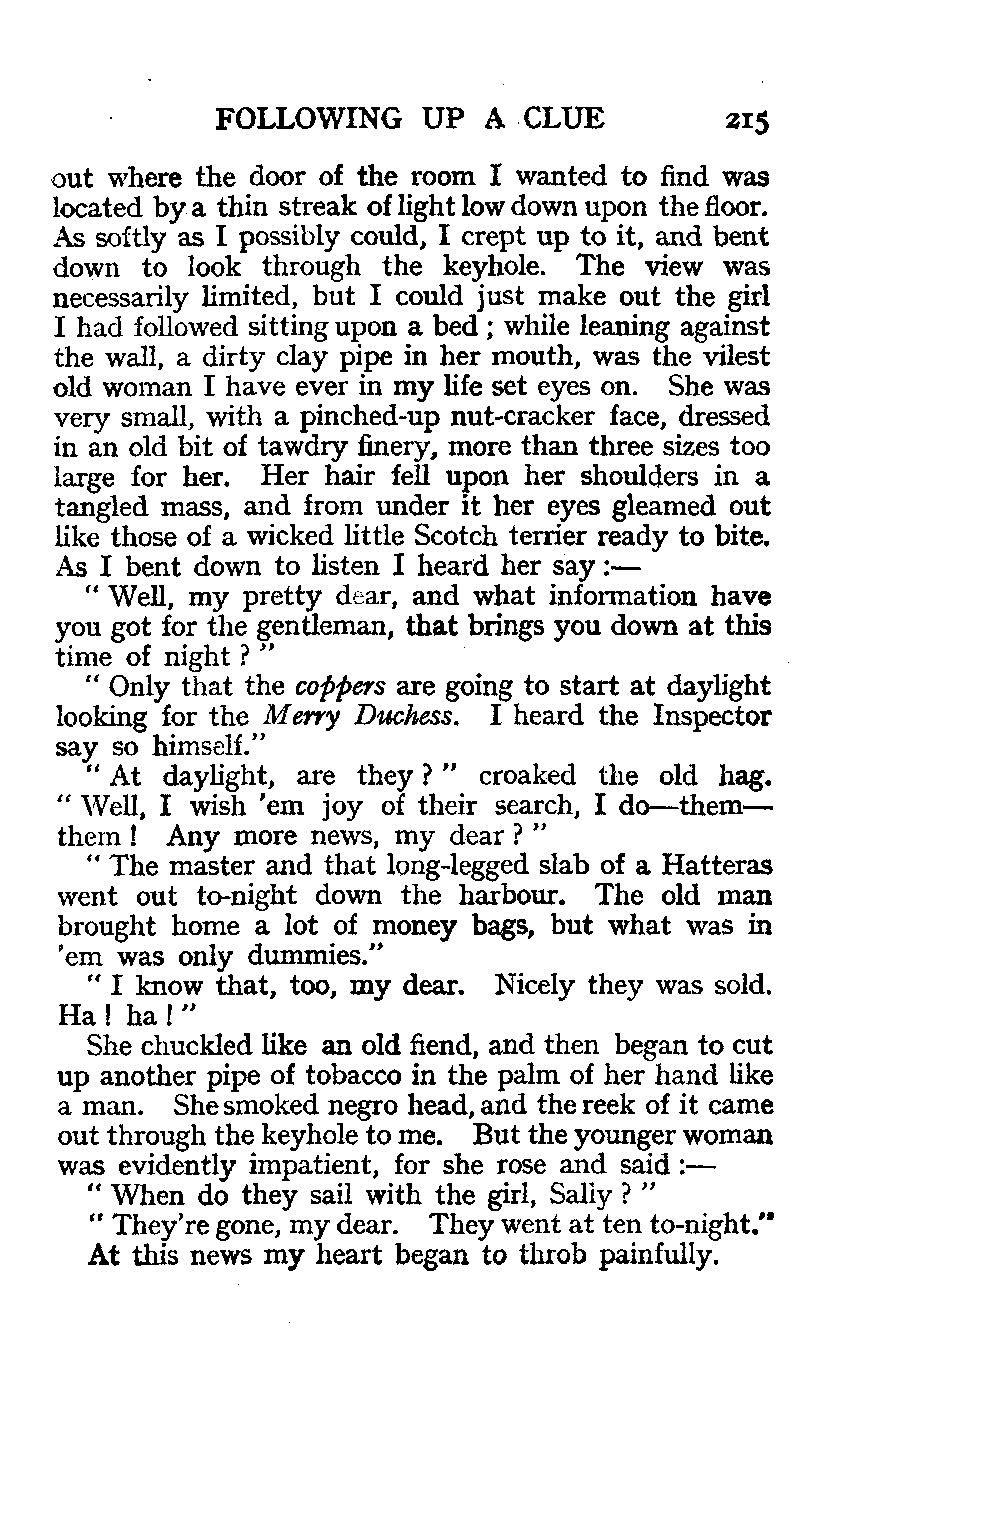 FOLLOWING UP A CLUE 215
out where the door of the room I wanted to find was
located by a thin streak of light low down upon the floor.
As softly as I possibly could, I crept up to it, and bent
down to look through the keyhole. The view was
necessarily limited, but I could just make out the girl
I had followed sitting upon a bed ; while leaning against
the wall, a dirty clay pipe in her mouth, was the vilest
old woman I have ever in my life set eyes on. She was
very small, with a pinched-up nut-cracker face, dressed
in an old bit of tawdry finery, more than three sizes too
large for her. Her hair fell upon her shoulders in a
tangled mass, and from under it her eyes gleamed out
like those of a wicked little Scotch terrier ready to bite.
As I bent down to listen I heard her say :—
“ Well, my pretty dear, and what information have
you got for the gentleman, that brings you down at this
time of night ? ”
“ Only that the coppers are going to start at daylight
looking for the Merry Duchess. I heard the Inspector
say so himself.”
“ At daylight, are they ? ” croaked the old hag.
“ Well, I wish ’em joy of their search, I do—them—
them ! Any more news, my dear ? ”
“ The master and that long-legged slab of a Hatteras
went out to-night down the harbour. The old man
brought home a lot of money bags, but what was in
’em was only dummies.”
“ I know that, too, my dear. Nicely they was sold.
Ha ! ha ! ”
She chuckled like an old fiend, and then began to cut
up another pipe of tobacco in the palm of her hand like
a man. She smoked negro head, and the reek of it came
out through the keyhole to me. But the younger woman
was evidently impatient, for she rose and said :—
“ When do they sail with the girl, Sally ? ”
“ They’re gone, my dear. They went at ten to-night.”
At this news my heart began to throb painfully.